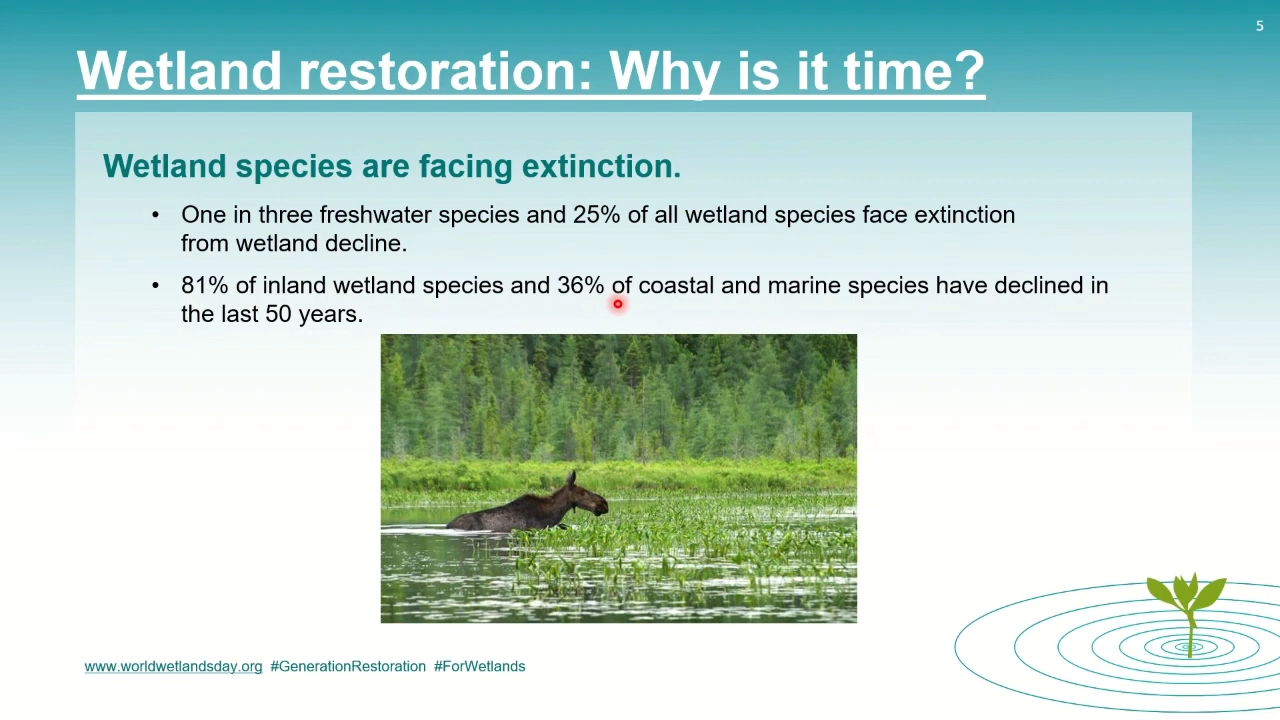 5
Wetland restoration: Why is it time?
Wetland species are facing extinction.
• One in three freshwater species and 25% of all wetland species face extinction
from wetland decline.
• 81% of inland wetland species and 36% of coastal and marine species have declined in
the last 50 years.
www.worldwetlandsday.org #GenerationRestoration #ForWetlands